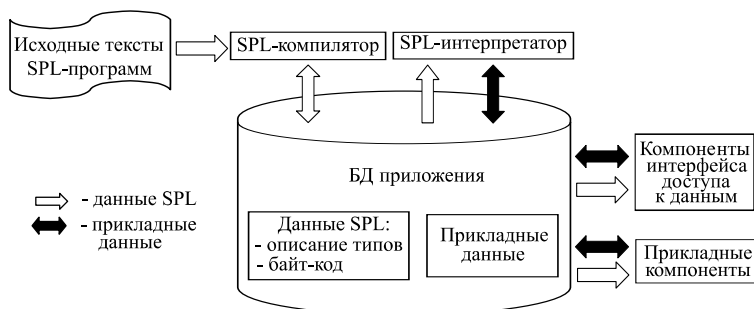 Исходные тексты
SPL-программ
SPL-компилятор
SPL-интерпретатор
БД приложения
Компоненты
интерфейса
доступа
к данным
- данные SPL
- прикладные
данные
Данные SPL:
- описание типов
- байт-код
Прикладные
данные
Прикладные
компоненты